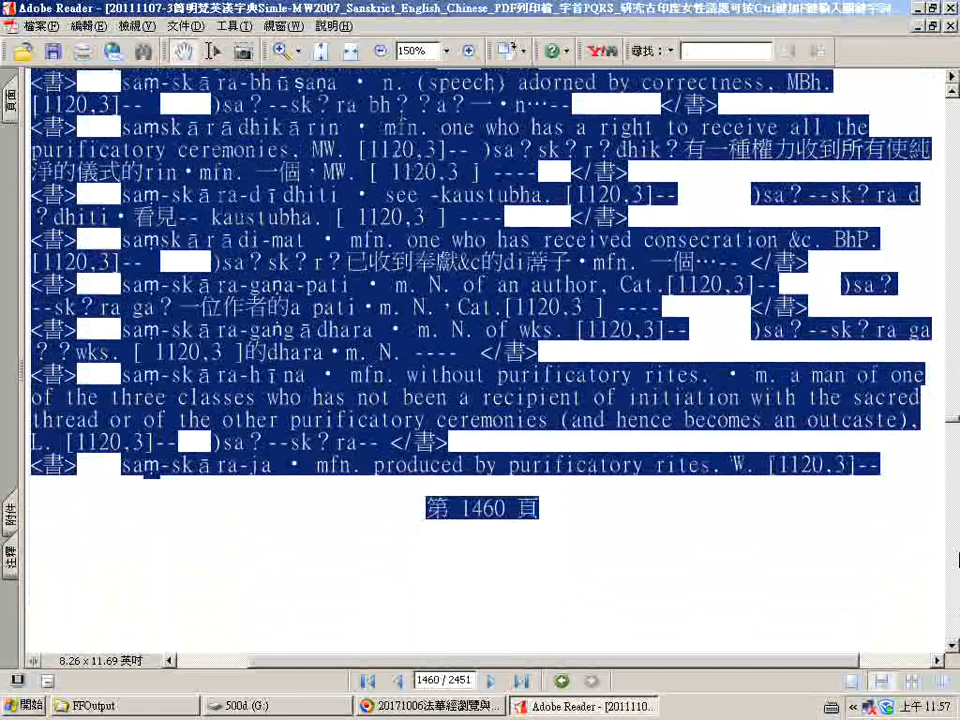 Adobe Reader - [20111107-3簡明梵英漢字典Simle-MW2007_Sanskrict_English_Chinese_PDF列印檔_字首PQRS_研究古印度女性議題可按Ctrl鍵加F鍵輸入關鍵字詞
檔案(F) 編輯(E) 檢視(V) 文件(D) 工具(T) 視窗(W) 說明(H)
150% 尋找：
頁面
<書> saṃ-skāra-bhūṣaṇa • n. (speech) adorned by correctness, MBh.
[1120,3]-- )sa？--sk？ra bh？？a？一•n…-- </書>
<書> saṃskārādhikārin • mfn. one who has a right to receive all the
purificatory ceremonies, MW. [1120,3]-- )sa？sk？r？dhik？有一種權力收到所有使純
淨的儀式的rin•mfn. 一個，MW. [ 1120,3 ] ---- </書>
<書> saṃ-skāra-dīdhiti • see -kaustubha. [1120,3]-- )sa？--sk？ra d
？dhiti•看見-- kaustubha. [ 1120,3 ] ---- </書>
<書> saṃskārādi-mat • mfn. one who has received consecration &c. BhP.
[1120,3]-- )sa？sk？r？已收到奉獻&c的di蓆子•mfn. 一個…-- </書>
<書> saṃ-skāra-gaṇa-pati • m. N. of an author, Cat.[1120,3]-- )sa？
--sk？ra ga？一位作者的a pati•m. N.，Cat.[1120,3 ] ---- </書>
<書> saṃ-skāra-gaṅgādhara • m. N. of wks. [1120,3]-- )sa？--sk？ra ga
？？wks. [ 1120,3 ]的dhara•m. N. ---- </書>
<書> saṃ-skāra-hīna • mfn. without purificatory rites. • m. a man of one
of the three classes who has not been a recipient of initiation with the sacred
thread or of the other purificatory ceremonies (and hence becomes an outcaste),
L. [1120,3]-- )sa？--sk？ra-- </書>
<書> saṃ-skāra-ja • mfn. produced by purificatory rites. W. [1120,3]--
第 1460 頁
附件
注釋
8.26 x 11.69 英吋
1460 / 2451
開始 FFOutput 500d (G:) 20171006法華經瀏覽與... Adobe Reader - [2011110... 上午 11:57